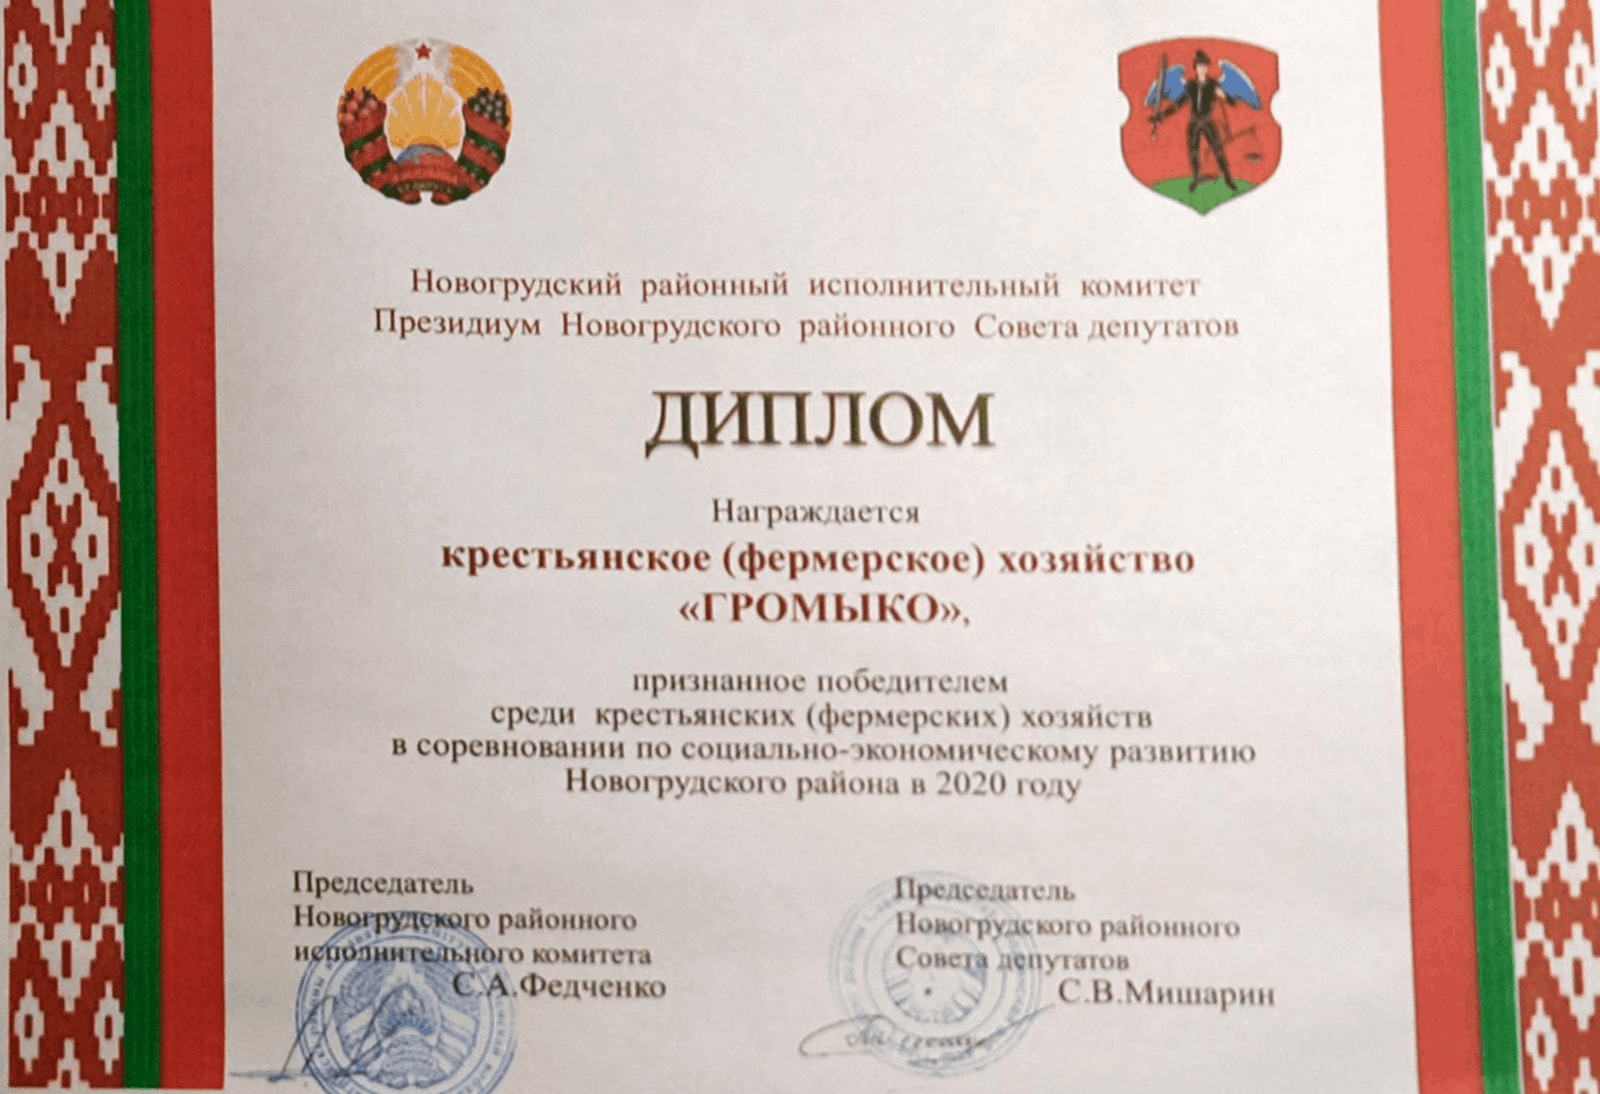 Новогрудский районный исполнительный комитет
Президиум Новогрудского районного Совета депутатов
ДИПЛОМ
Награждается
крестьянское (фермерское) хозяйство
«ГРОМЫКО»,
признанное победителем
среди крестьянских (фермерских) хозяйств
в соревновании по социально-экономическому развитию
Новогрудского района в 2020 году
Председатель
Новогрудского районного
исполнительного комитета
С.А.Федченко
Председатель
Новогрудского районного
Совета депутатов
С.В.Мишарин